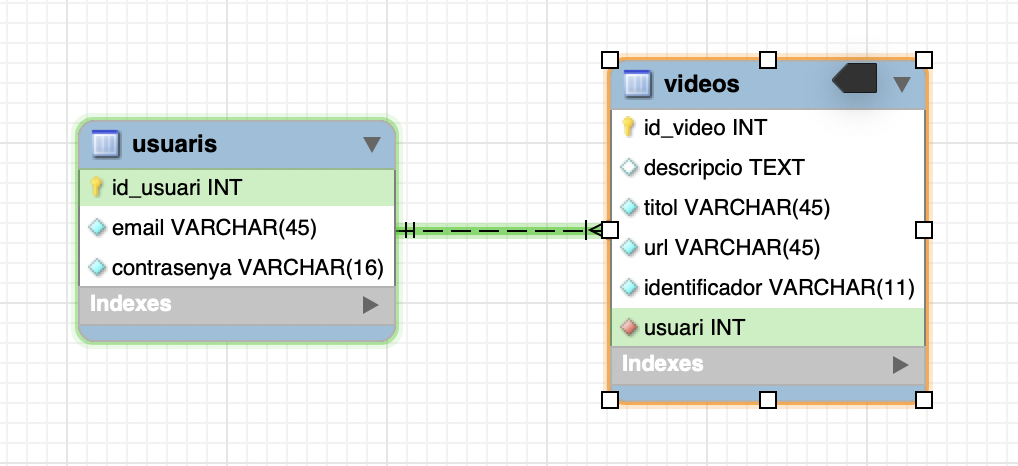 usuaris
id_usuari INT
email VARCHAR(45)
contrasenya VARCHAR(16)
Indexes
videos
id_video INT
descripcio TEXT
titol VARCHAR(45)
url VARCHAR(45)
identificador VARCHAR(11)
usuari INT
Indexes